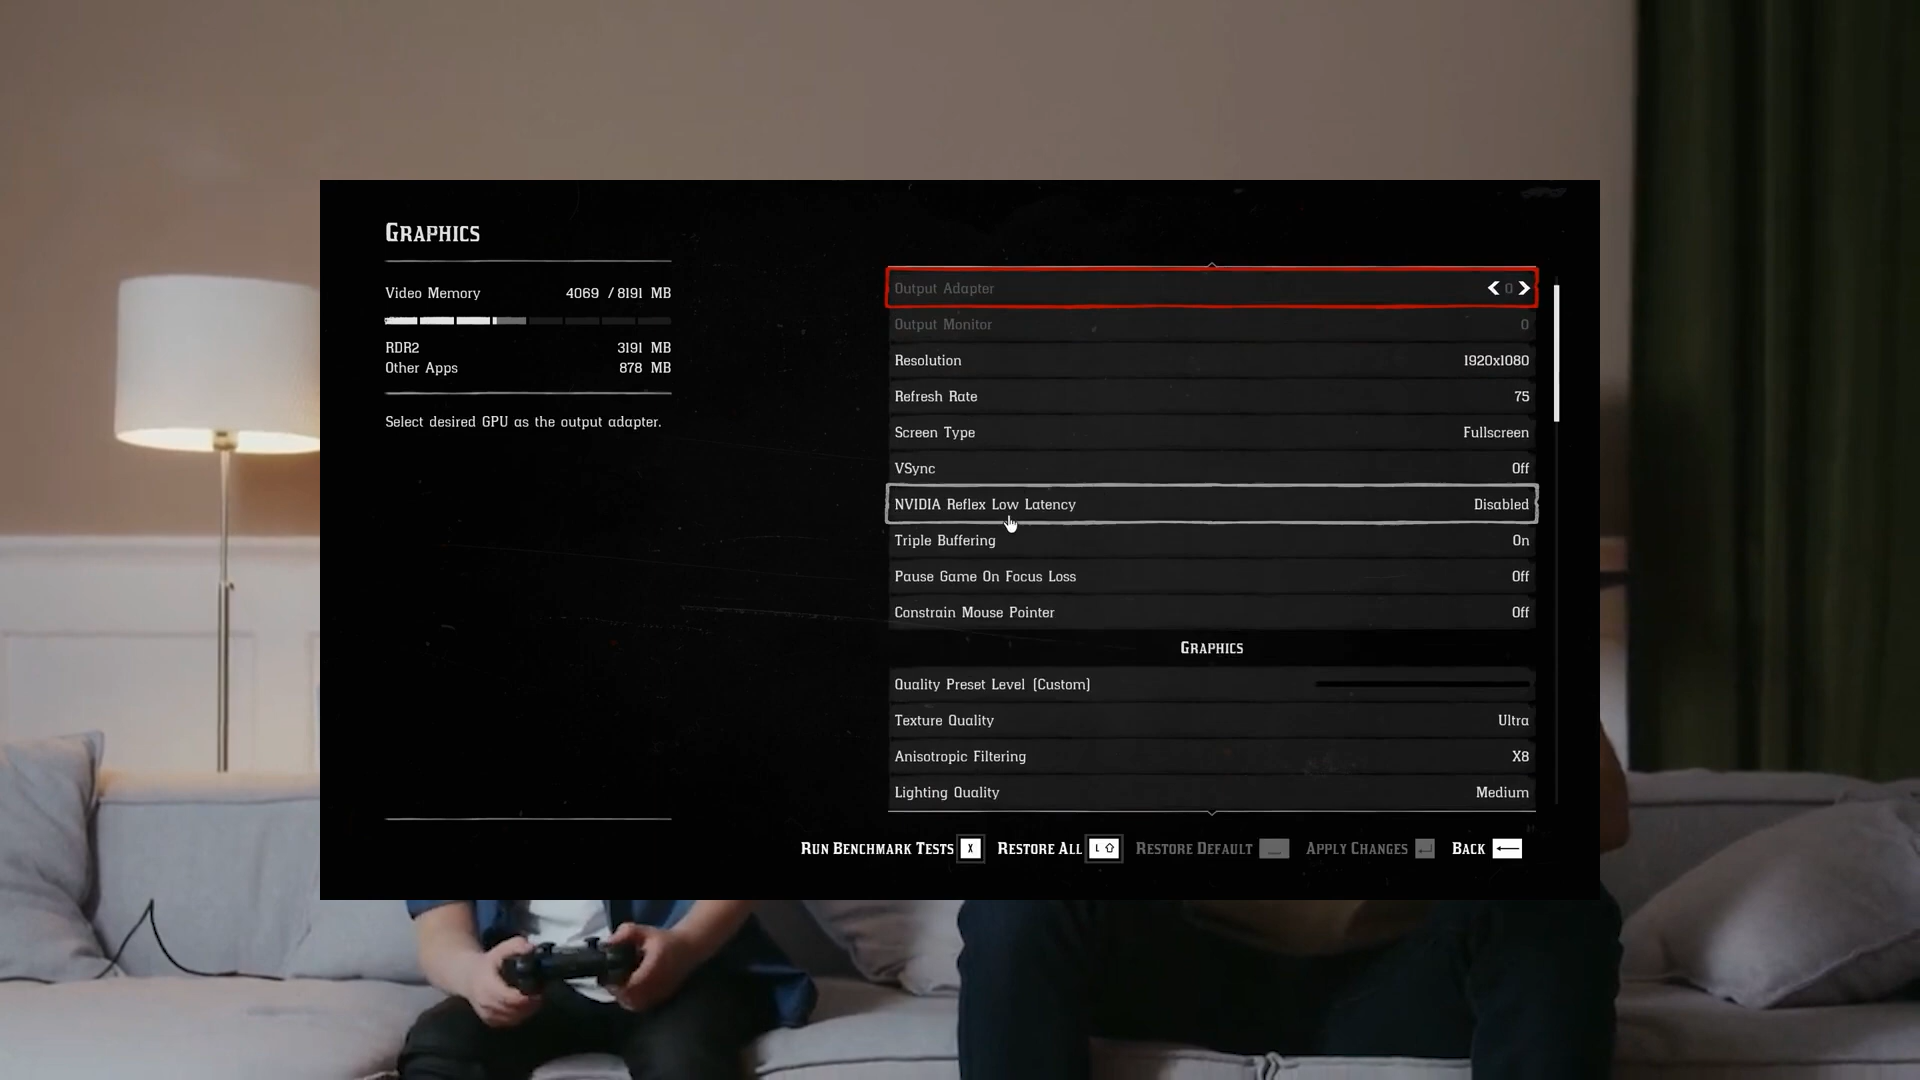 GRAPHICS
Video Memory 4069 / 8191 MB
RDR2 3191 MB
Other Apps 878 MB
Select desired GPU as the output adapter.
Output Adapter 0
Output Monitor 0
Resolution 1920x1080
Refresh Rate 75
Screen Type Fullscreen
VSync Off
NVIDIA Reflex Low Latency Disabled
Triple Buffering On
Pause Game On Focus Loss Off
Constrain Mouse Pointer Off
GRAPHICS
Quality Preset Level (Custom)
Texture Quality Ultra
Anisotropic Filtering X8
Lighting Quality Medium
RUN BENCHMARK TESTS X RESTORE ALL L RESTORE DEFAULT APPLY CHANGES BACK